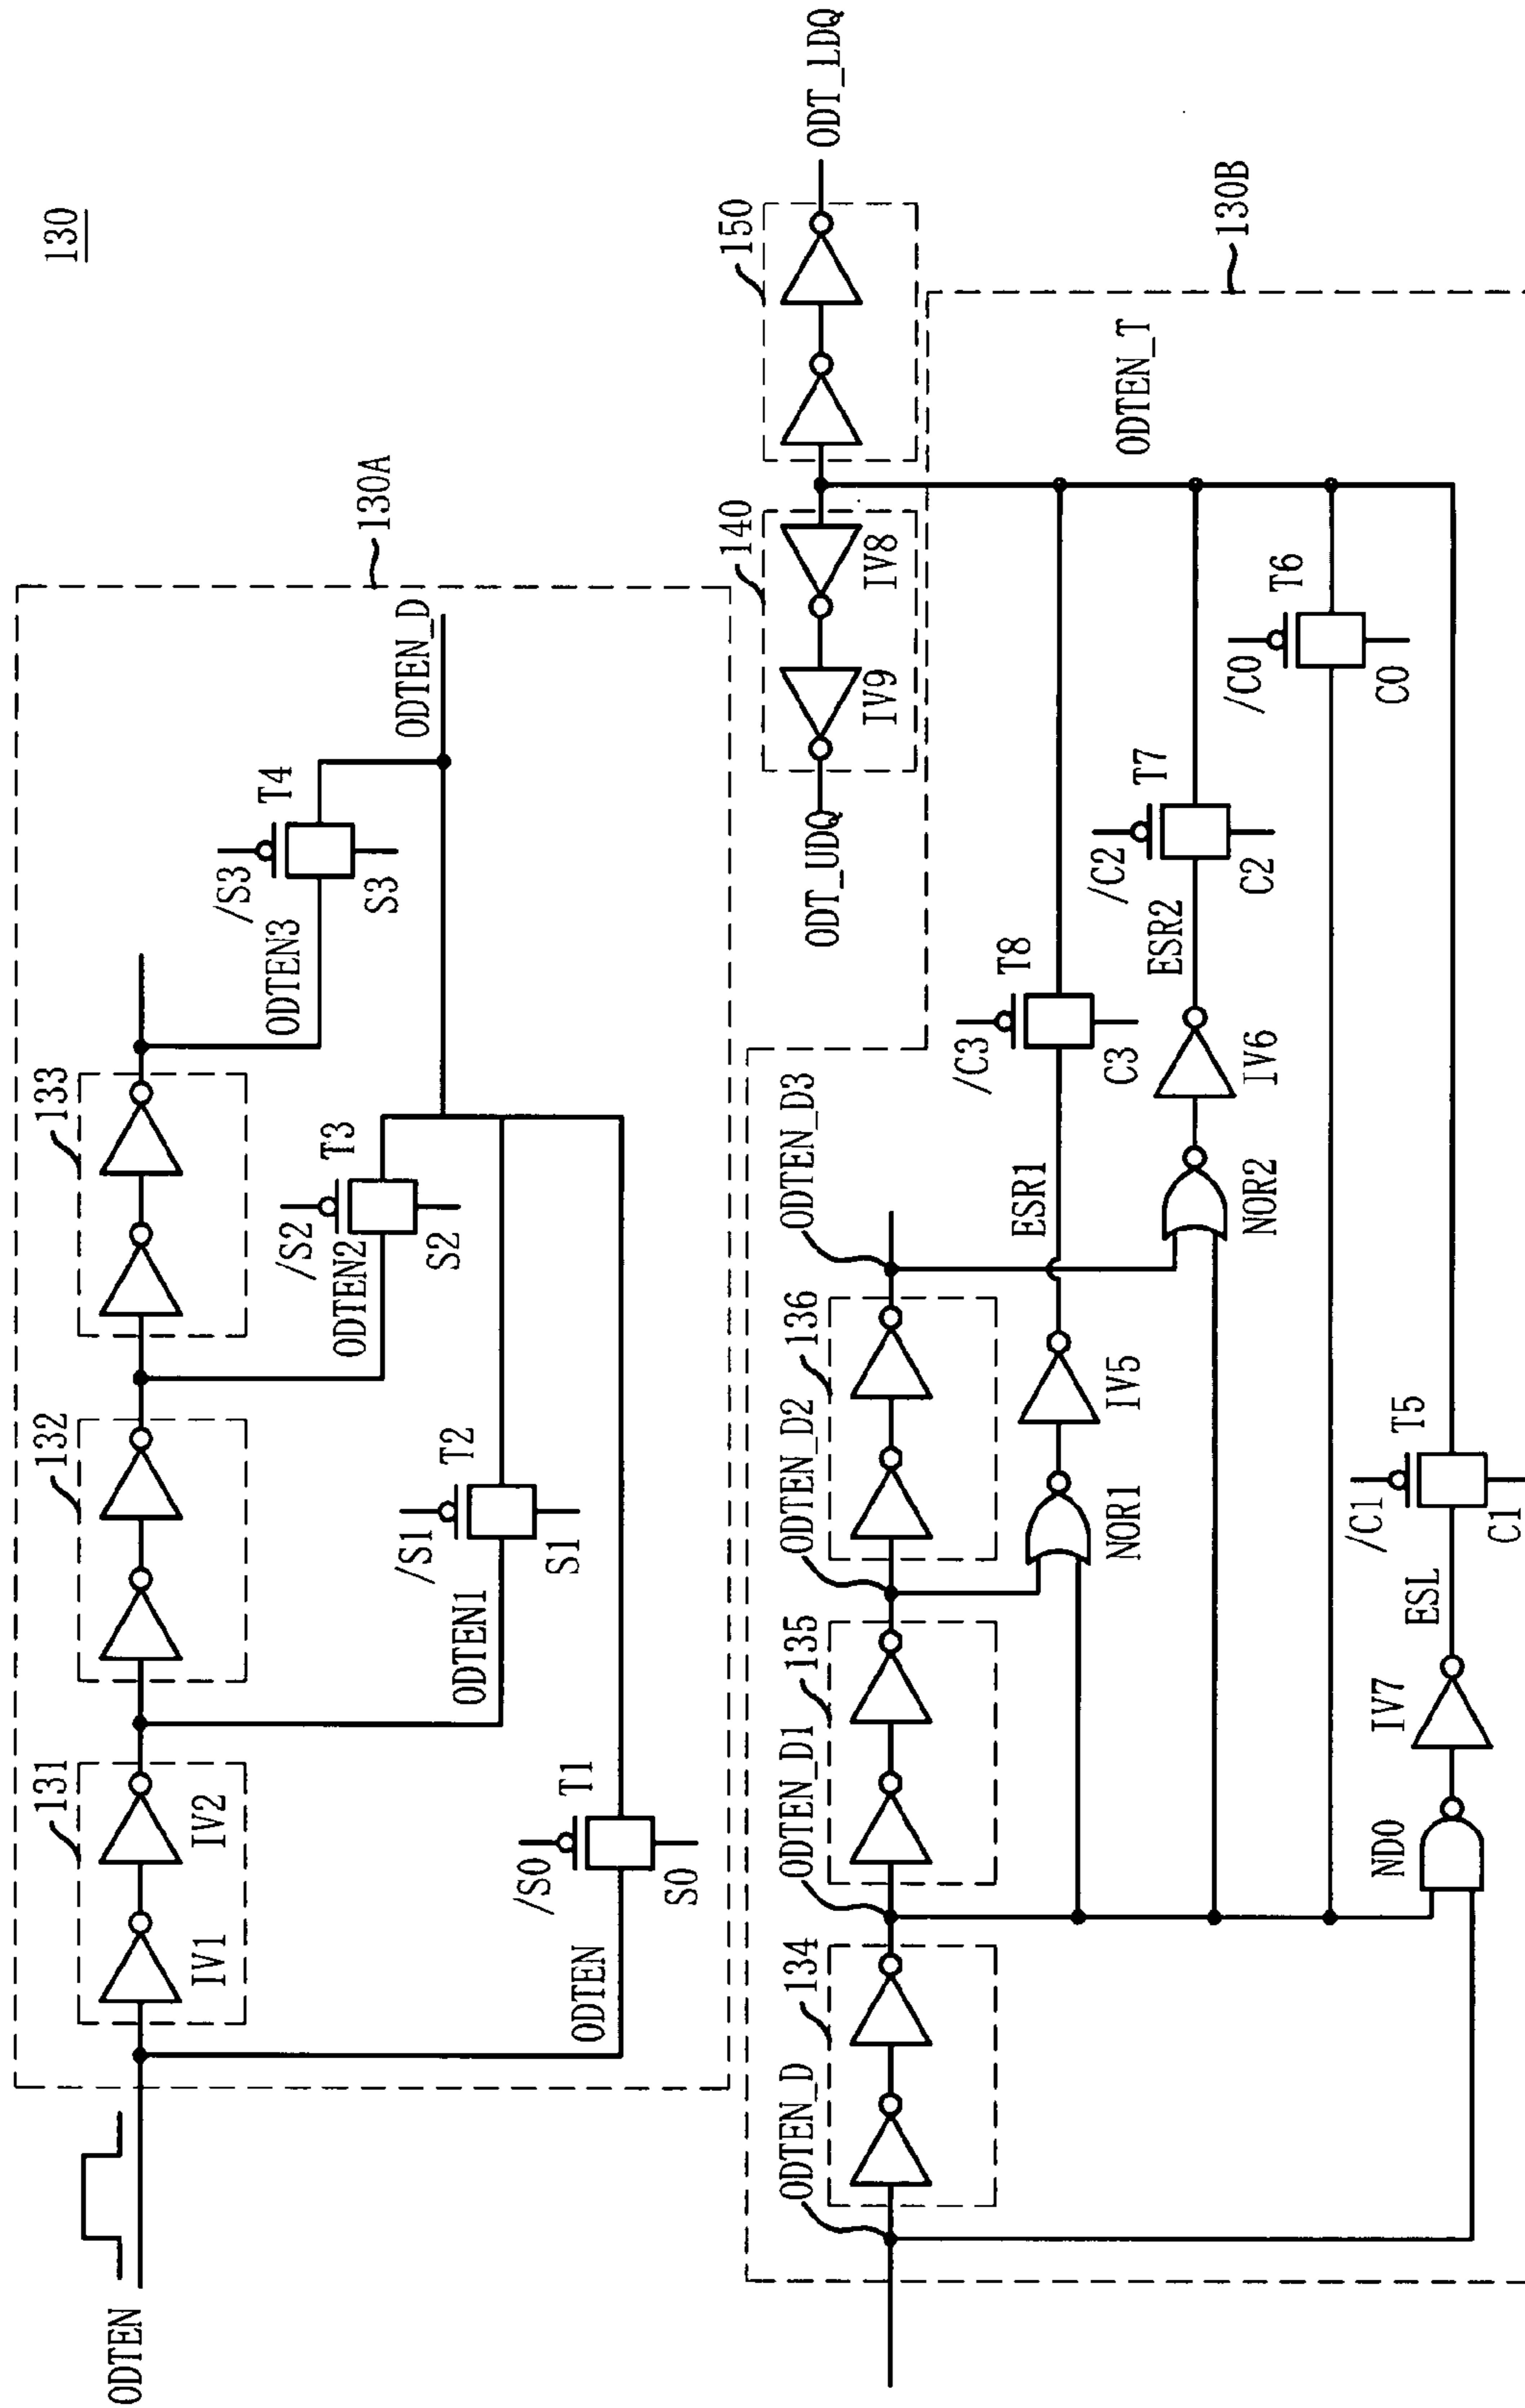 130
130A
ODTEN
131
132
133
IV1
IV2
ODTEN3
/S3
T4
S3
ODTEN_D
/S2
T3
ODTEN2
S2
/S1
T2
ODTEN1
S1
ODTEN
/S0
T1
S0
140
150
ODT_UDQ
IV9
IV8
ODT_LDQ
130B
ODTEN_D
134
ODTEN_D1
135
ODTEN_D2
136
ODTEN_D3
NOR1
IV5
ESR1
/C3
T8
C3
NOR2
IV6
ESR2
/C2
T7
C2
ODTEN_T
/C0
T6
C0
ND0
IV7
ESL
/C1
T5
C1